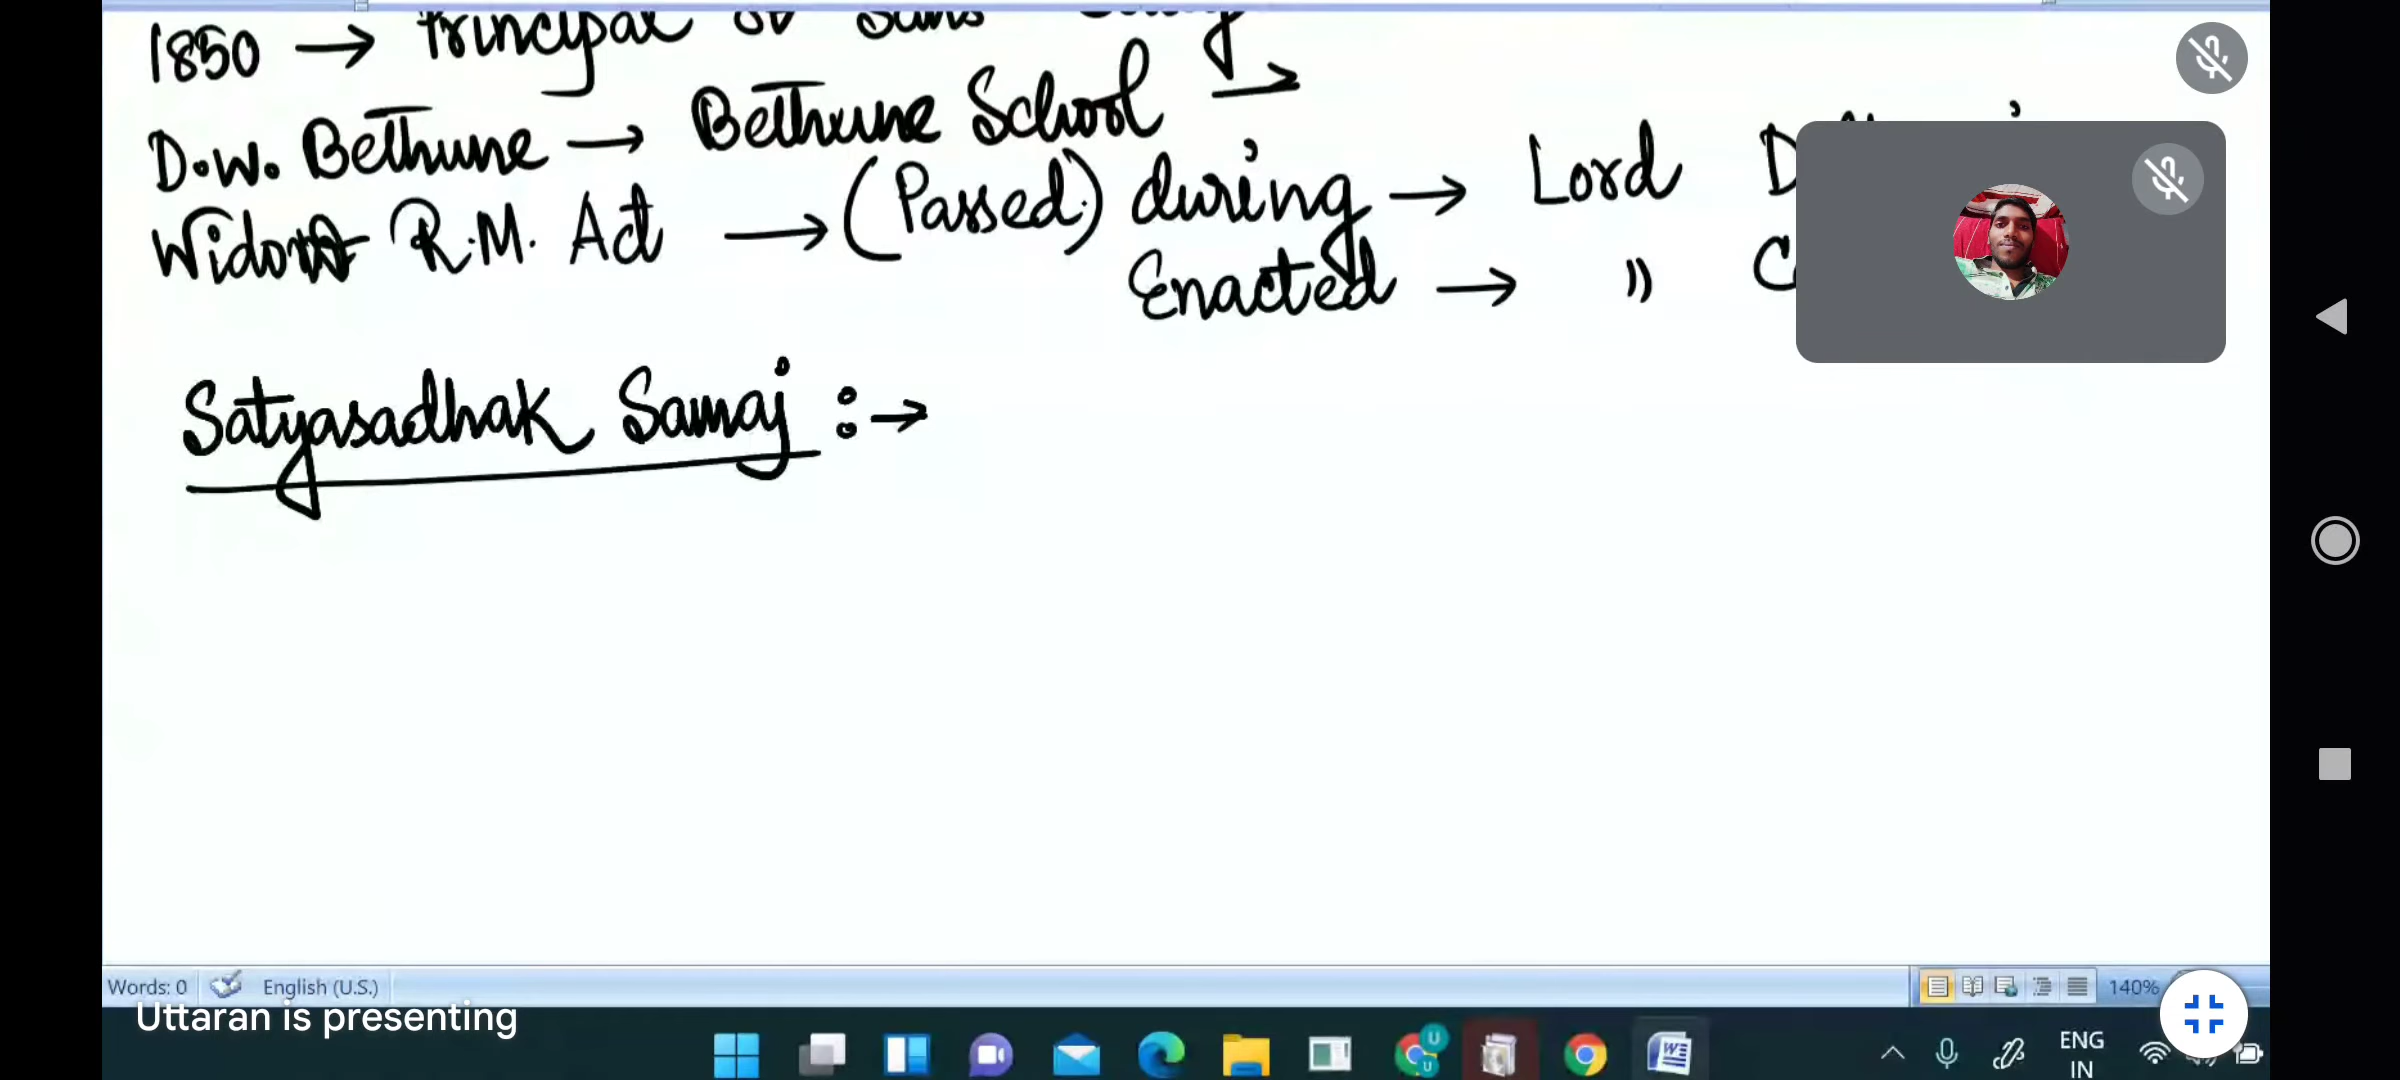 1850 → Principal
D.W. Bethune → Bethune School →
Widow R.M. Act → (Passed) during → Lord
Enacted → "
Satyasadhak Samaj :→
Words: 0 English (U.S.) 140%
Uttaran is presenting
U
U
W
ENG
IN